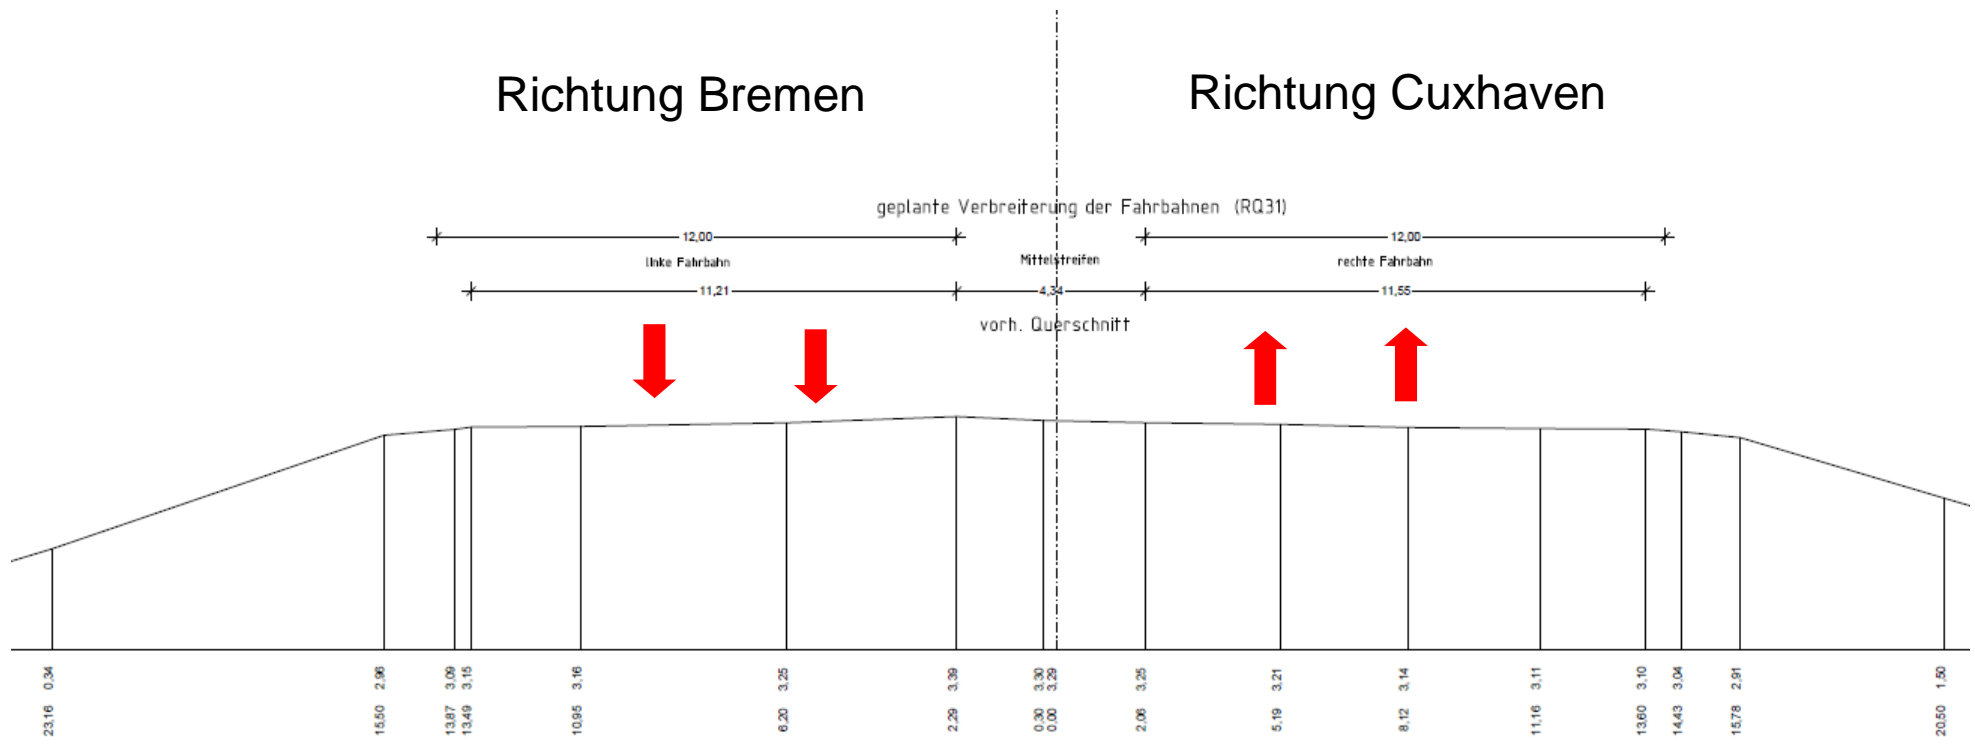 Richtung Bremen
Richtung Cuxhaven
geplante Verbreiterung der Fahrbahnen (RQ31)
12,00
12,00
linke Fahrbahn
Mittelstreifen
rechte Fahrbahn
11,21
4,34
11,55
vorh. Querschnitt
0,34 2,96 3,09 3,15 3,16 3,25 3,39 3,30 3,29 3,25 3,21 3,14 3,11 3,10 3,04 2,91 1,50
23,16 15,50 13,87 13,49 10,95 6,20 2,29 0,30 0,00 2,06 5,19 8,12 11,16 13,60 14,43 15,78 20,50